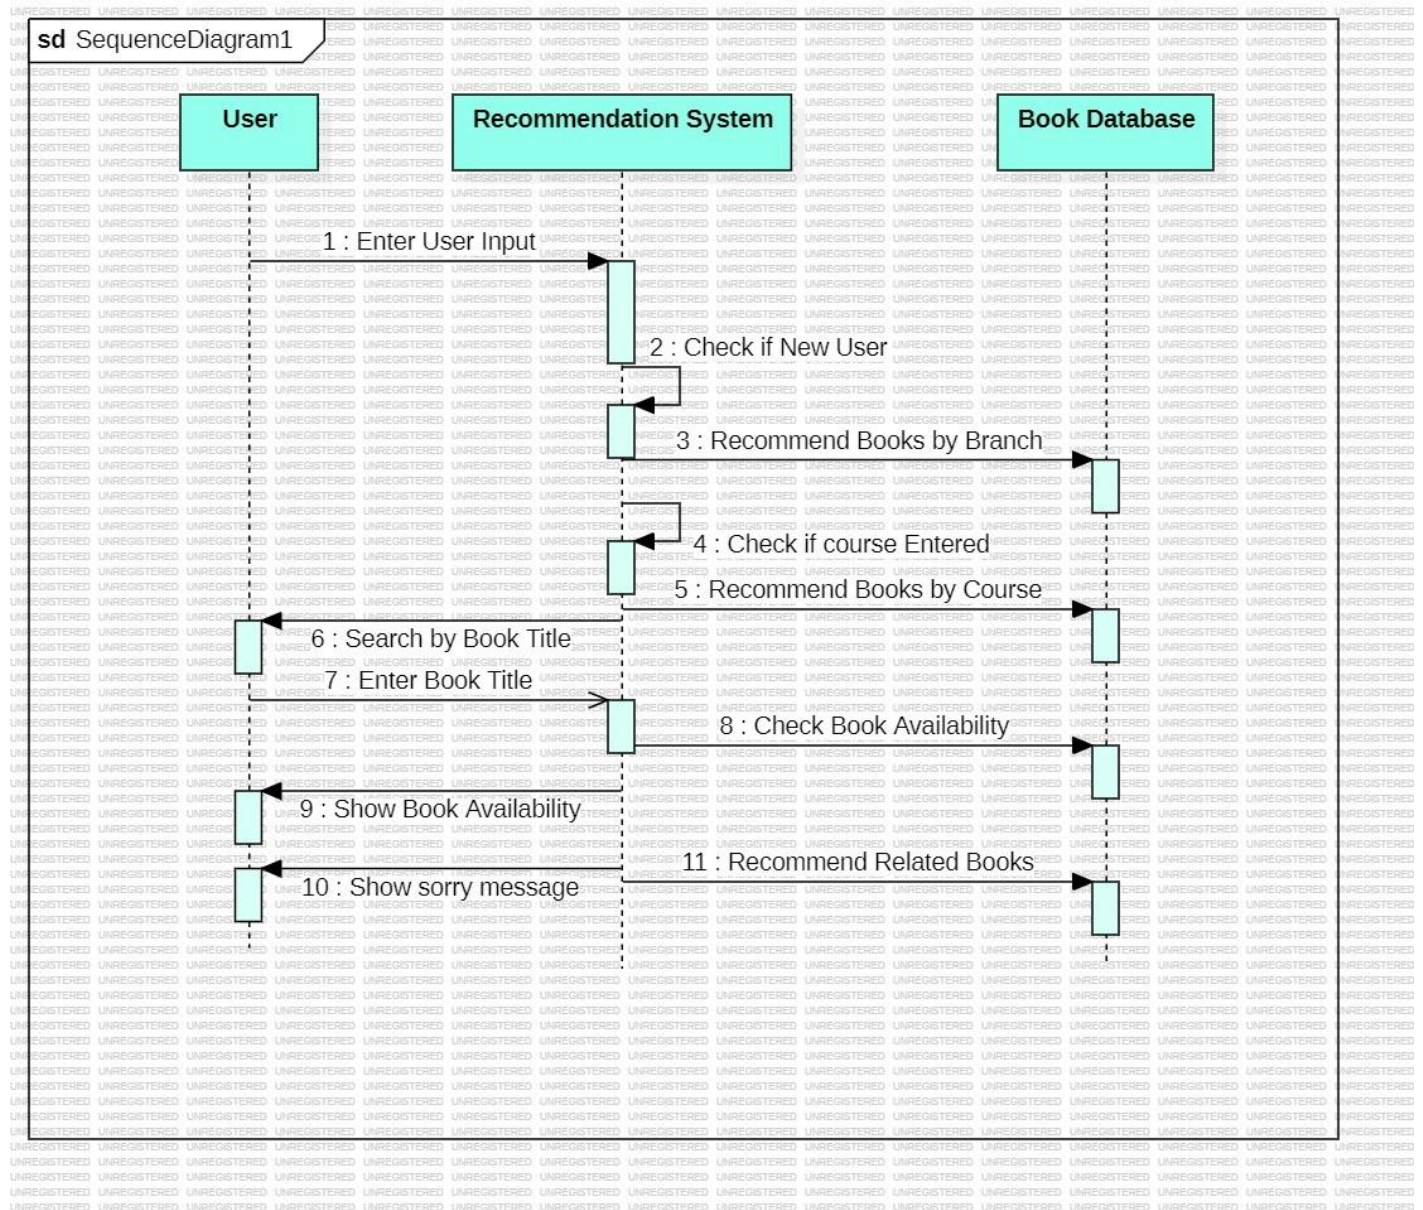 sd SequenceDiagram1
User
Recommendation System
Book Database
1 : Enter User Input
2 : Check if New User
3 : Recommend Books by Branch
4 : Check if course Entered
5 : Recommend Books by Course
6 : Search by Book Title
7 : Enter Book Title
8 : Check Book Availability
9 : Show Book Availability
11 : Recommend Related Books
10 : Show sorry message
UNREGISTERED